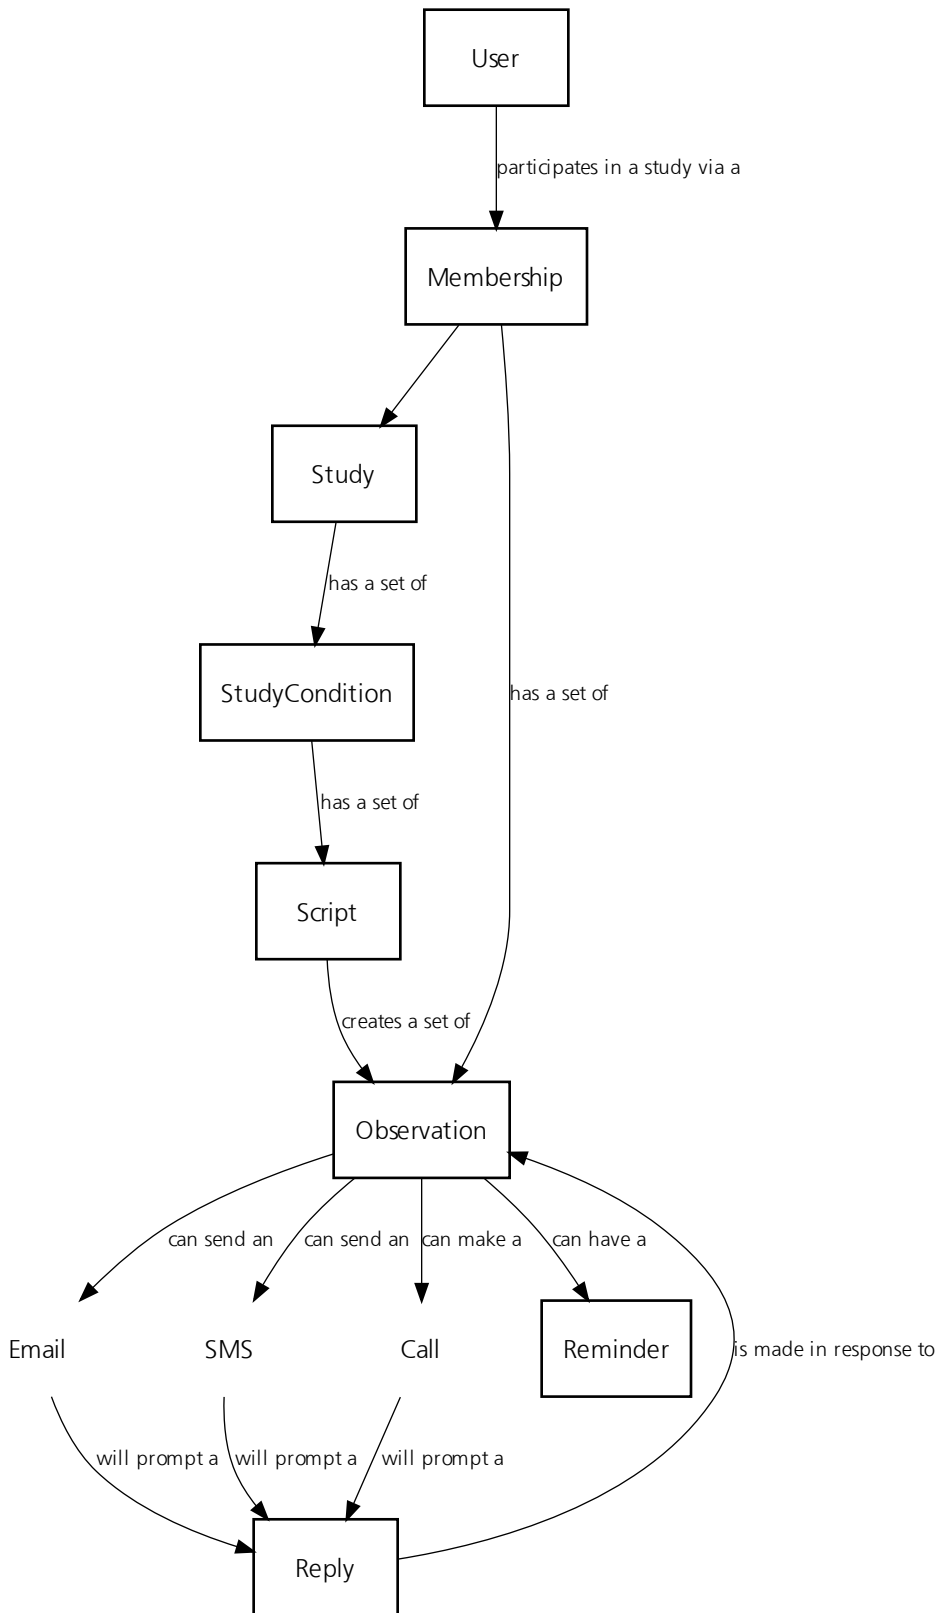 User
participates in a study via a
Membership
Study
has a set of
StudyCondition
has a set of
has a set of
Script
creates a set of
Observation
can send an
can send an
can make a
can have a
Email
SMS
Call
Reminder
is made in response to
will prompt a
will prompt a
will prompt a
Reply